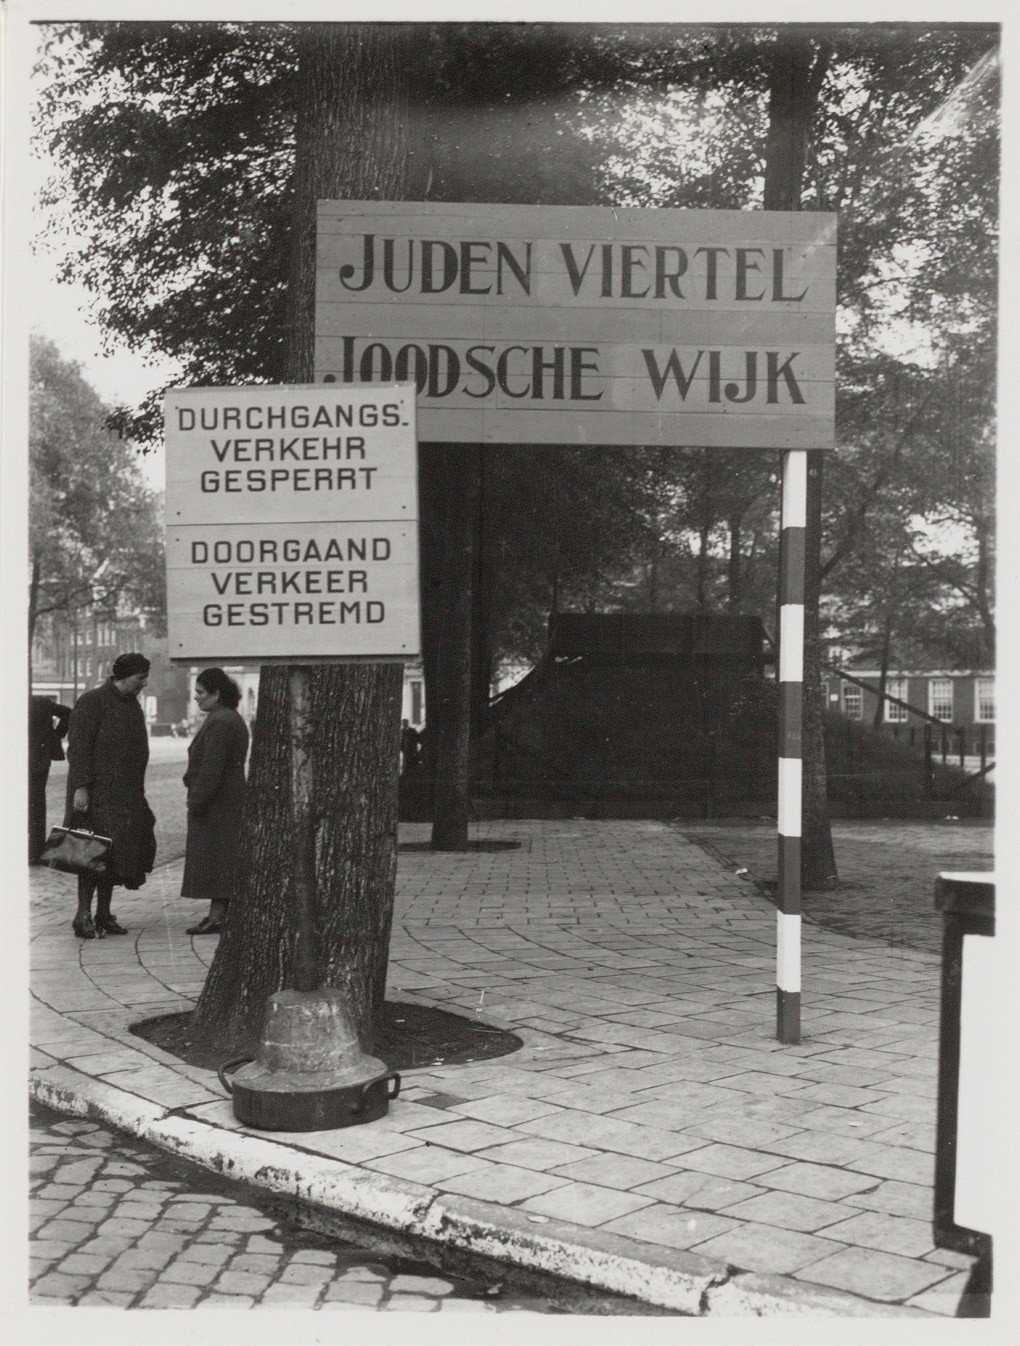 JUDEN VIERTEL
JOODSCHE WIJK
DURCHGANGS-
VERKEHR
GESPERRT
DOORGAAND
VERKEER
GESTREMD